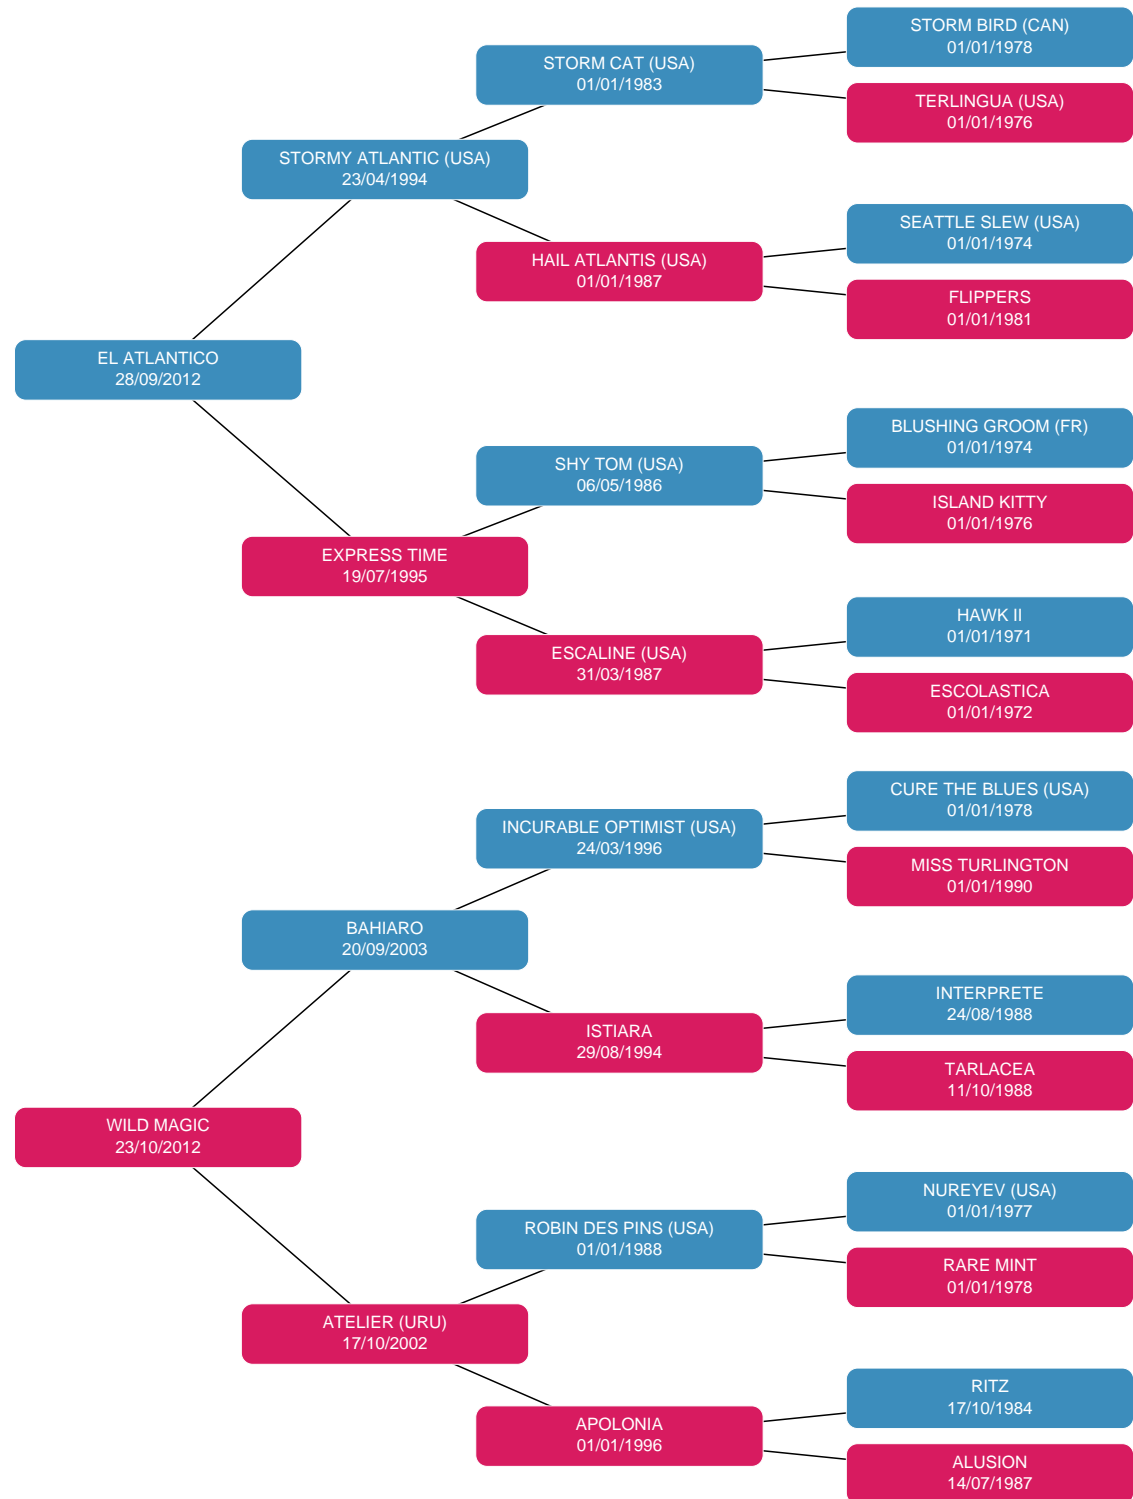 STORM BIRD (CAN)
01/01/1978
STORM CAT (USA)
01/01/1983
TERLINGUA (USA)
01/01/1976
STORMY ATLANTIC (USA)
23/04/1994
SEATTLE SLEW (USA)
01/01/1974
HAIL ATLANTIS (USA)
01/01/1987
FLIPPERS
01/01/1981
EL ATLANTICO
28/09/2012
BLUSHING GROOM (FR)
01/01/1974
SHY TOM (USA)
06/05/1986
ISLAND KITTY
01/01/1976
EXPRESS TIME
19/07/1995
HAWK II
01/01/1971
ESCALINE (USA)
31/03/1987
ESCOLASTICA
01/01/1972
CURE THE BLUES (USA)
01/01/1978
INCURABLE OPTIMIST (USA)
24/03/1996
MISS TURLINGTON
01/01/1990
BAHIARO
20/09/2003
INTERPRETE
24/08/1988
ISTIARA
29/08/1994
TARLACEA
11/10/1988
WILD MAGIC
23/10/2012
NUREYEV (USA)
01/01/1977
ROBIN DES PINS (USA)
01/01/1988
RARE MINT
01/01/1978
ATELIER (URU)
17/10/2002
RITZ
17/10/1984
APOLONIA
01/01/1996
ALUSION
14/07/1987